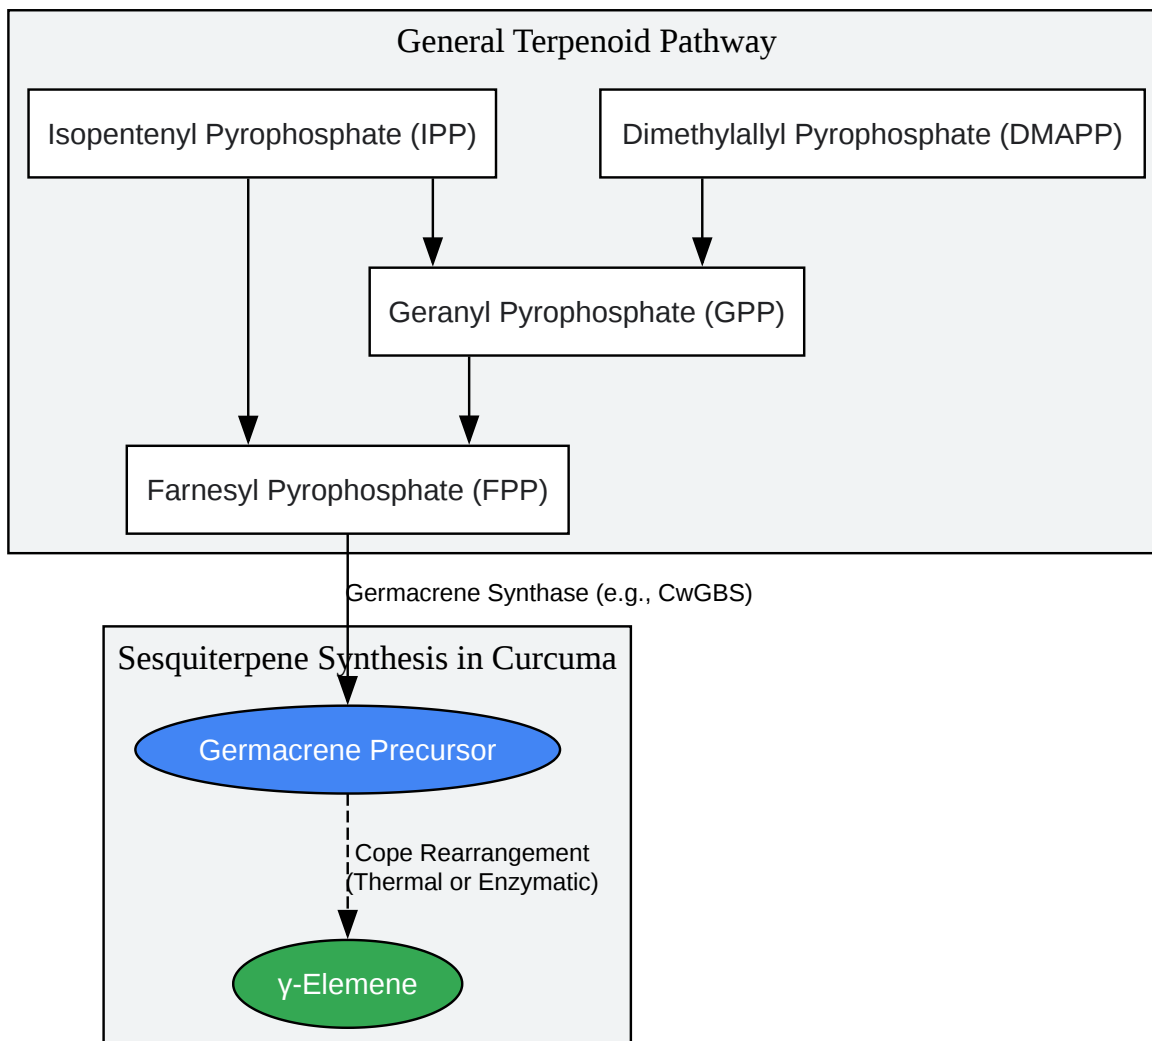 General Terpenoid Pathway
Isopentenyl Pyrophosphate (IPP)
Dimethylallyl Pyrophosphate (DMAPP)
Geranyl Pyrophosphate (GPP)
Farnesyl Pyrophosphate (FPP)
Germacrene Synthase (e.g., CwGBS)
Sesquiterpene Synthesis in Curcuma
Germacrene Precursor
Cope Rearrangement
(Thermal or Enzymatic)
γ-Elemene